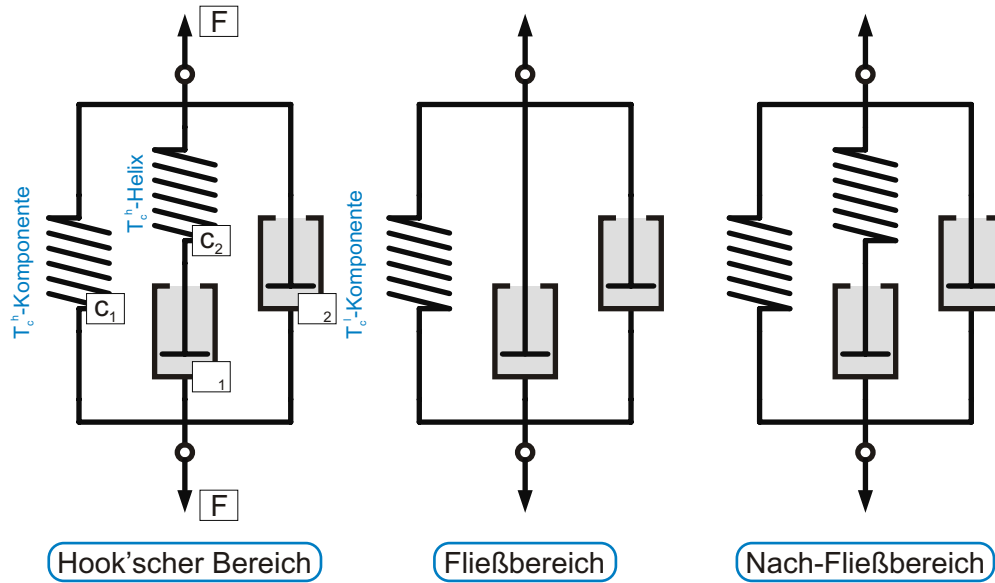 F
T_c^h-Komponente
T_c^h-Helix
c_2
c_1
2
1
T_c^l-Komponente
F
Hook'scher Bereich
Fließbereich
Nach-Fließbereich